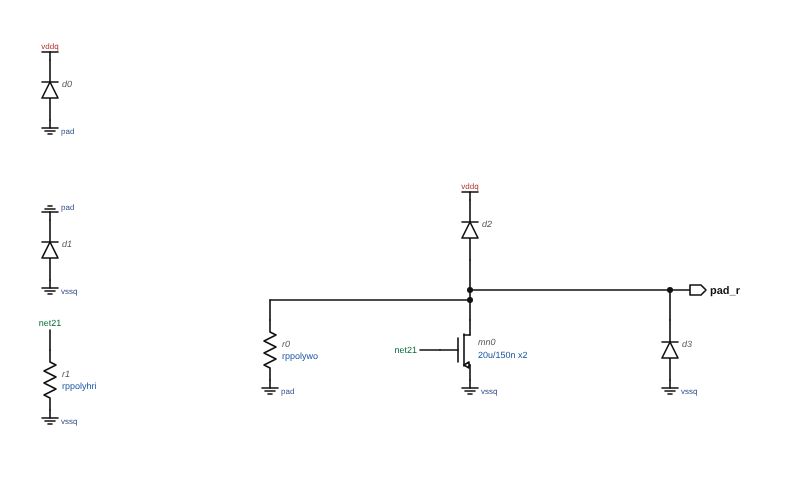 vddq
d0
pad
pad
d1
vssq
net21
r1
rppolyhri
vssq
vddq
d2
pad_r
r0
rppolywo
pad
net21
mn0
20u/150n x2
vssq
d3
vssq